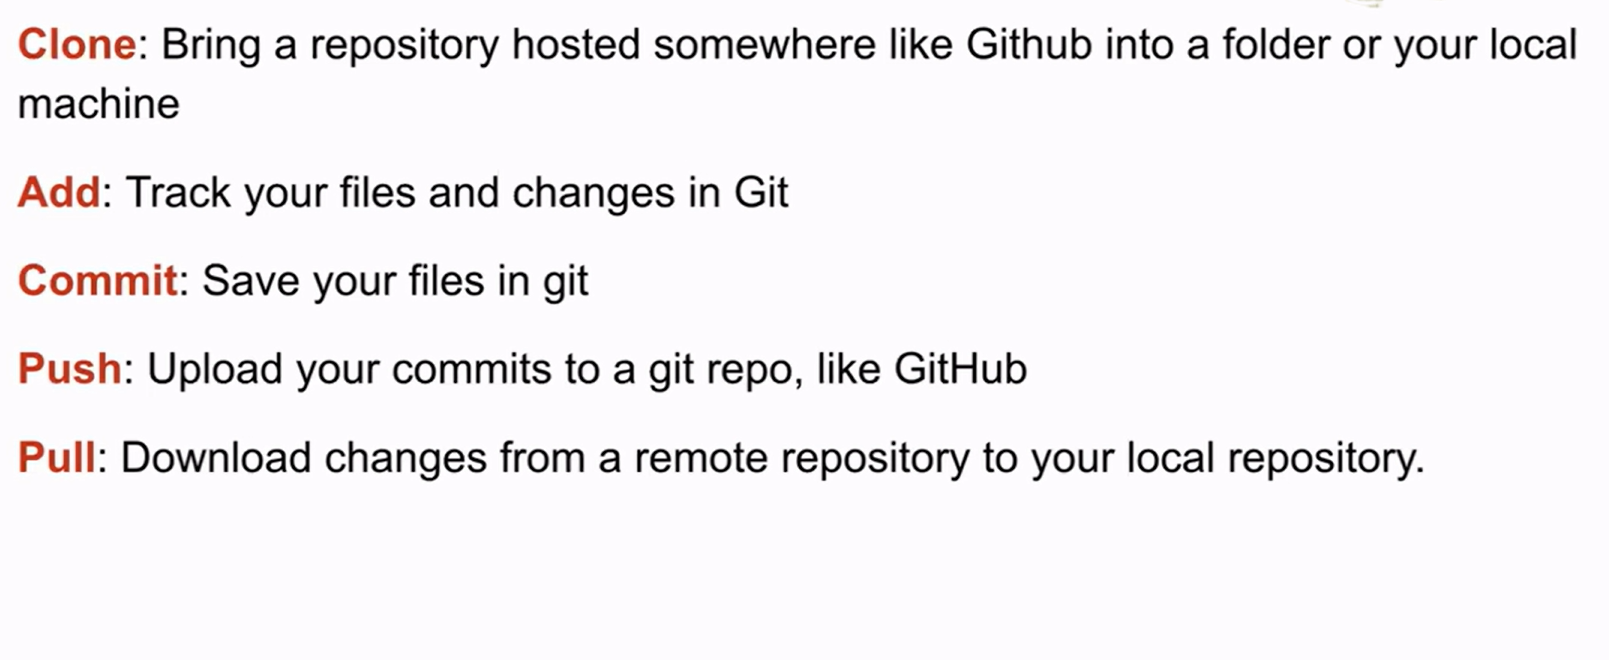 Clone: Bring a repository hosted somewhere like Github into a folder or your local
machine
Add: Track your files and changes in Git
Commit: Save your files in git
Push: Upload your commits to a git repo, like GitHub
Pull: Download changes from a remote repository to your local repository.